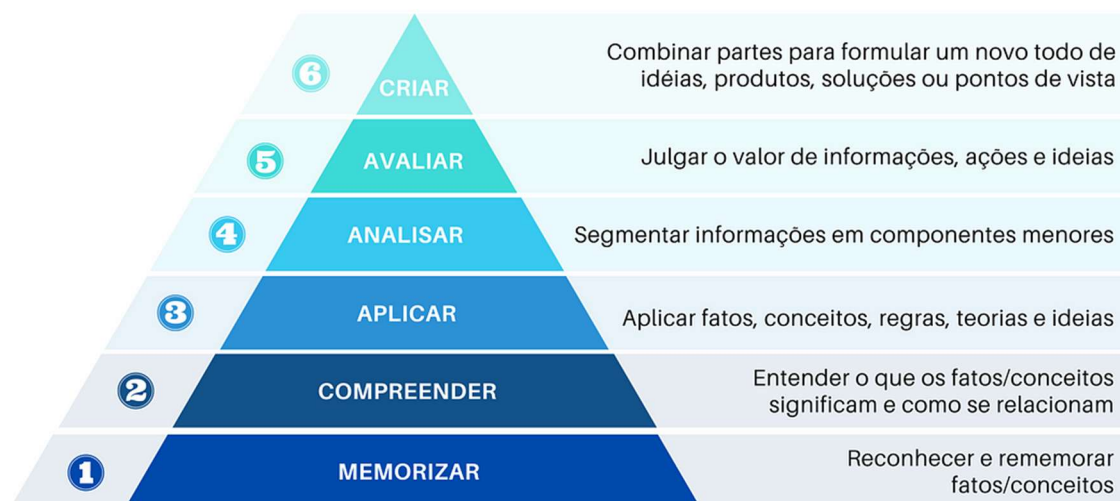 6
CRIAR
Combinar partes para formular um novo todo de
idéias, produtos, soluções ou pontos de vista
5
AVALIAR
Julgar o valor de informações, ações e ideias
4
ANALISAR
Segmentar informações em componentes menores
3
APLICAR
Aplicar fatos, conceitos, regras, teorias e ideias
2
COMPREENDER
Entender o que os fatos/conceitos
significam e como se relacionam
1
MEMORIZAR
Reconhecer e rememorar
fatos/conceitos